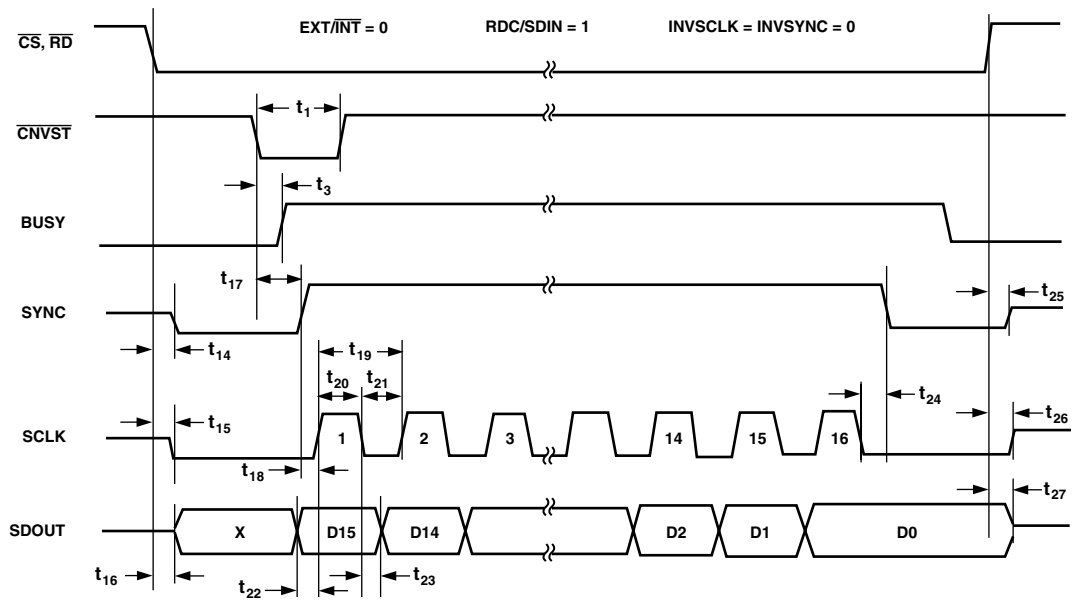 EXT/INT = 0 RDC/SDIN = 1 INVSCLK = INVSYNC = 0
CS, RD
t1
CNVST
t3
BUSY
t17
t25
SYNC
t14
t19
t20 t21
t24
t15
t26
SCLK
1 2 3 14 15 16
t18
t27
SDOUT
X D15 D14 D2 D1 D0
t16
t22
t23